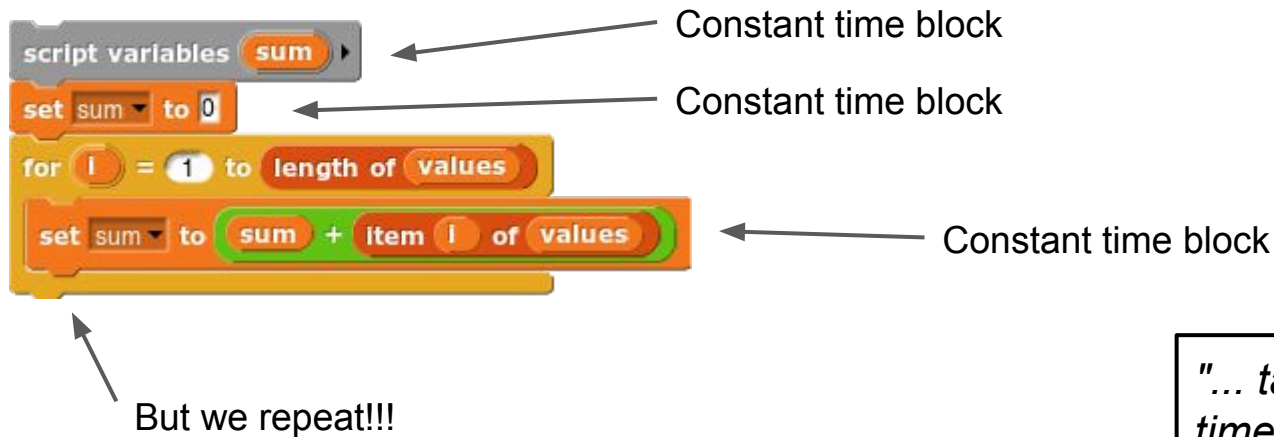 script variables sum
Constant time block
set sum to 0
Constant time block
for i = 1 to length of values
set sum to sum + item i of values
Constant time block
But we repeat!!!
"...
time